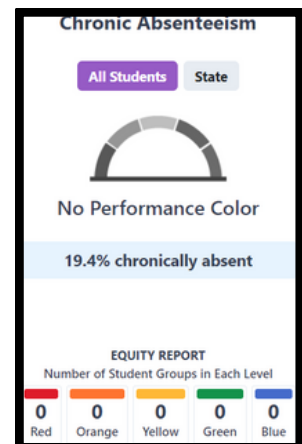 Chronic Absenteeism
All Students State
No Performance Color
19.4% chronically absent
EQUITY REPORT
Number of Student Groups in Each Level
0 0 0 0 0
Red Orange Yellow Green Blue